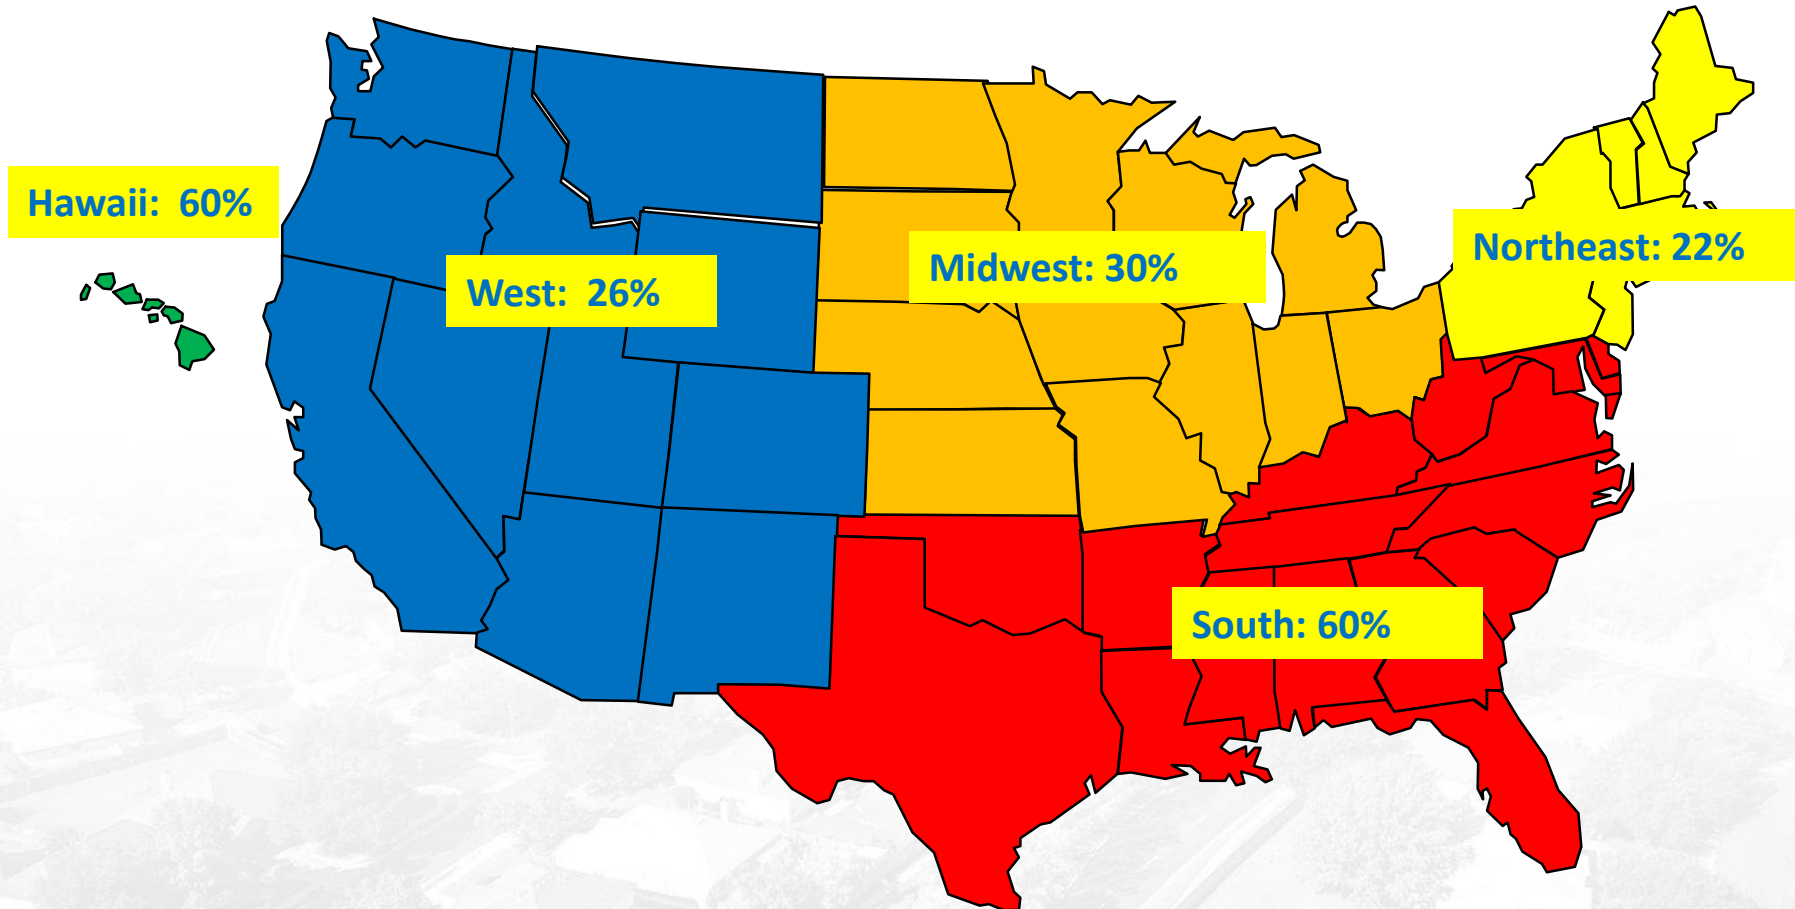 Hawaii: 60%
West: 26%
Midwest: 30%
Northeast: 22%
South: 60%